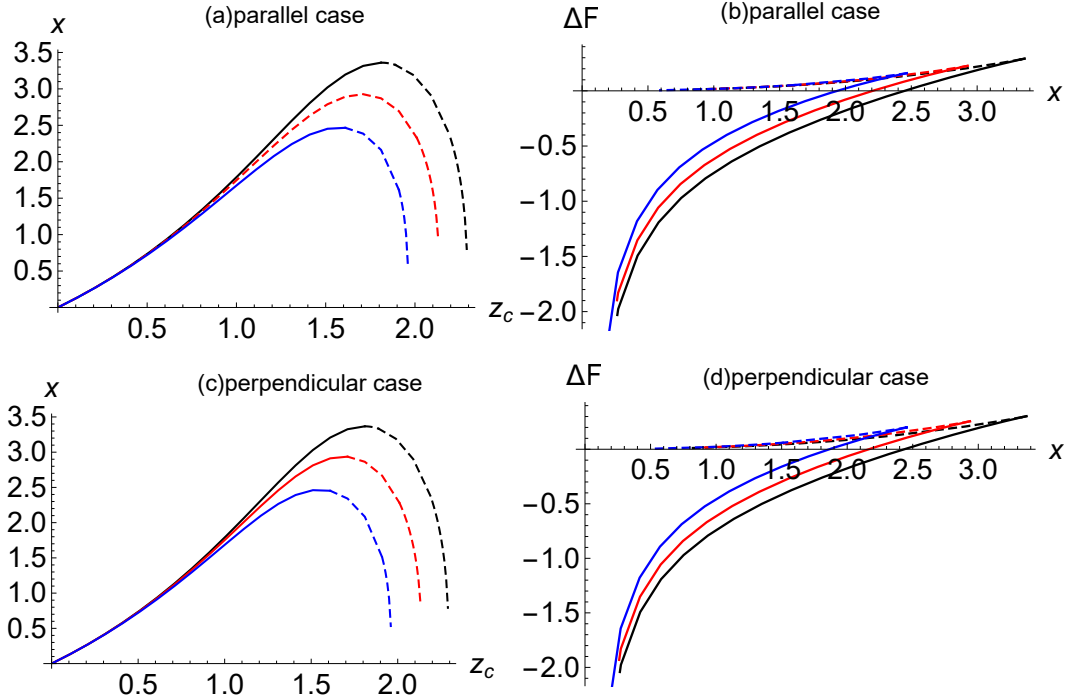 (a)parallel case
x
3.5
3.0
2.5
2.0
1.5
1.0
0.5
0.5 1.0 1.5 2.0
z_c
(b)parallel case
ΔF
x
0.5 1.0 1.5 2.0 2.5 3.0
−0.5
−1.0
−1.5
−2.0
(c)perpendicular case
x
3.5
3.0
2.5
2.0
1.5
1.0
0.5
0.5 1.0 1.5 2.0
z_c
(d)perpendicular case
ΔF
x
0.5 1.0 1.5 2.0 2.5 3.0
−0.5
−1.0
−1.5
−2.0